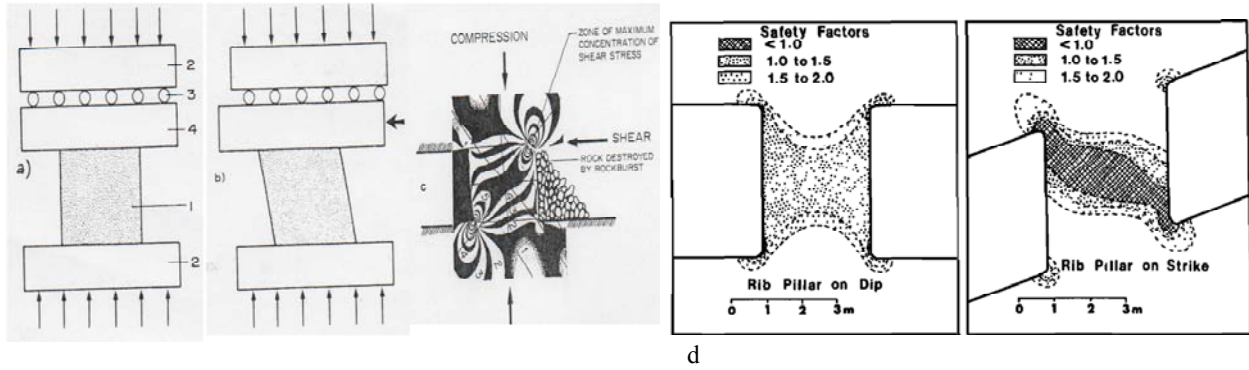 a)
2
3
4
1
2
b)
COMPRESSION
ZONE OF MAXIMUM
CONCENTRATION OF
SHEAR STRESS
SHEAR
ROCK DESTROYED
BY ROCKBURST
c
Safety Factors
<1.0
1.0 to 1.5
1.5 to 2.0
Rib Pillar on Dip
0 1 2 3m
Safety Factors
<1.0
1.0 to 1.5
1.5 to 2.0
Rib Pillar on Strike
0 1 2 3m
d